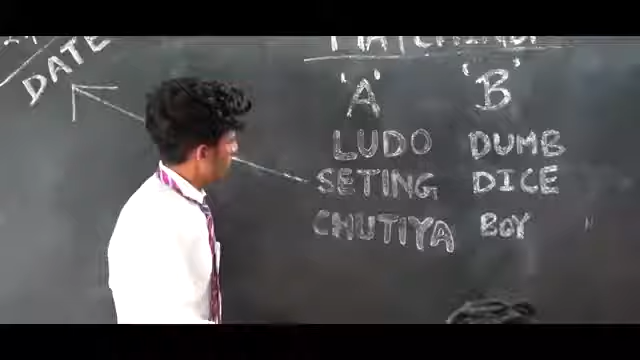 DATE
'A' 'B'
LUDO DUMB
SETING DICE
CHUTIYA BOY